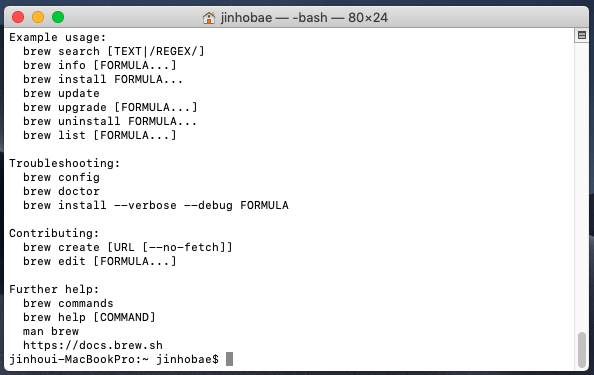 jinhobae — -bash — 80×24
Example usage:
  brew search [TEXT|/REGEX/]
  brew info [FORMULA...]
  brew install FORMULA...
  brew update
  brew upgrade [FORMULA...]
  brew uninstall FORMULA...
  brew list [FORMULA...]

Troubleshooting:
  brew config
  brew doctor
  brew install --verbose --debug FORMULA

Contributing:
  brew create [URL [--no-fetch]]
  brew edit [FORMULA...]

Further help:
  brew commands
  brew help [COMMAND]
  man brew
  https://docs.brew.sh
jinhoui-MacBookPro:~ jinhobae$